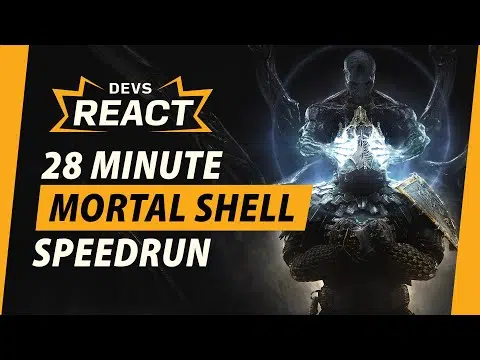 DEVS
REACT
28 MINUTE
MORTAL SHELL
SPEEDRUN